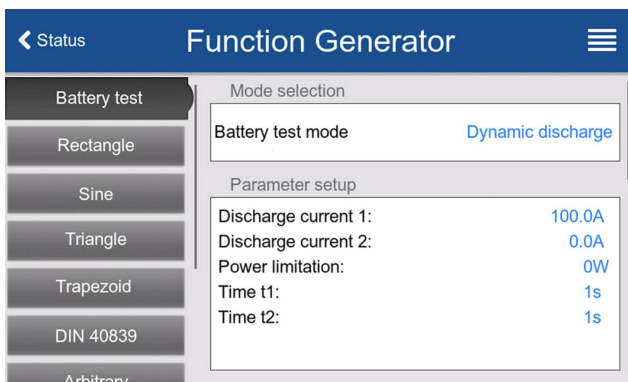 Status
Function Generator
Battery test
Rectangle
Sine
Triangle
Trapezoid
DIN 40839
Arbitrary
Mode selection
Battery test mode Dynamic discharge
Parameter setup
Discharge current 1: 100.0A
Discharge current 2: 0.0A
Power limitation: 0W
Time t1: 1s
Time t2: 1s